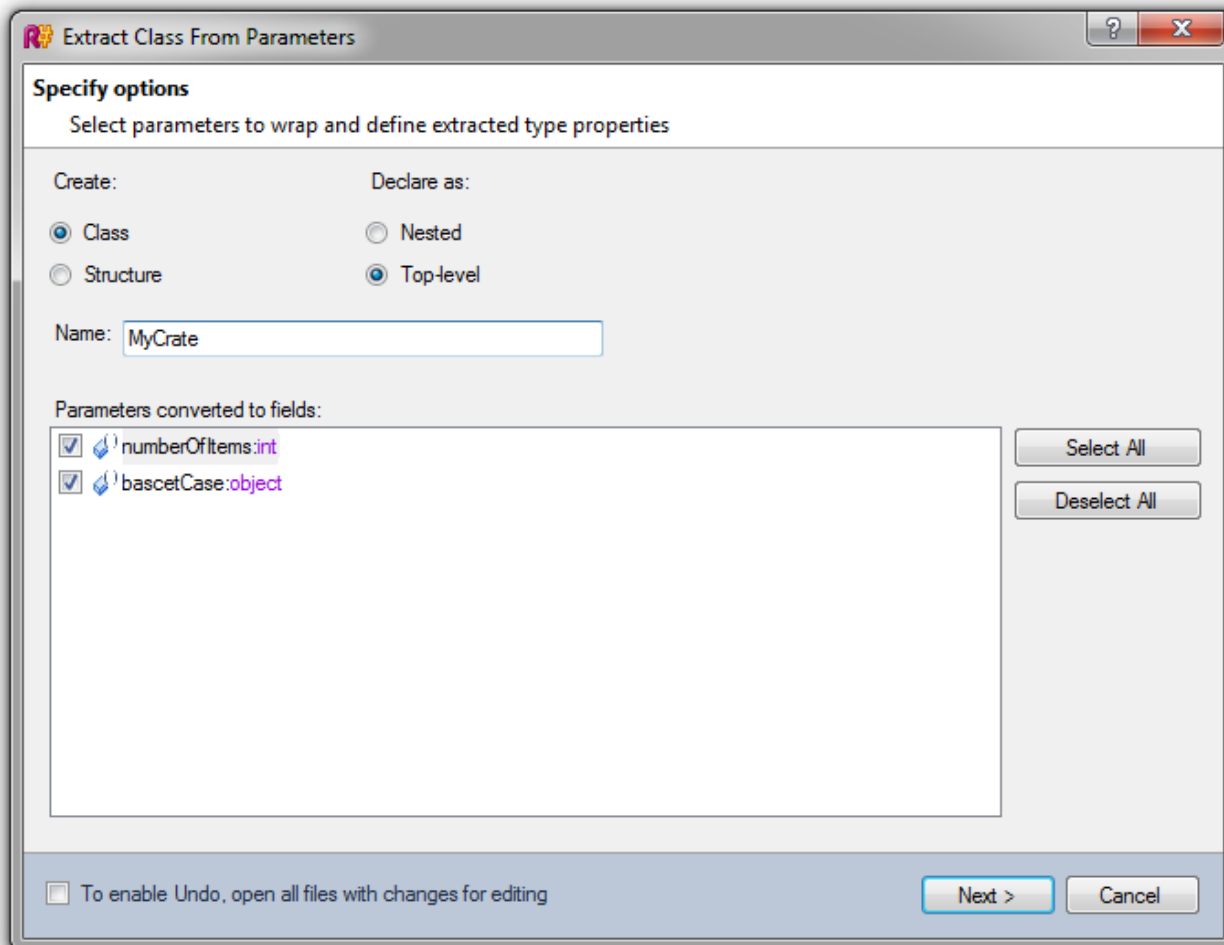 R# Extract Class From Parameters
Specify options
Select parameters to wrap and define extracted type properties
Create: Declare as:
Class Nested
Structure Top-level
Name: MyCrate
Parameters converted to fields:
numberOfItems:int
bascetCase:object
Select All
Deselect All
To enable Undo, open all files with changes for editing
Next > Cancel